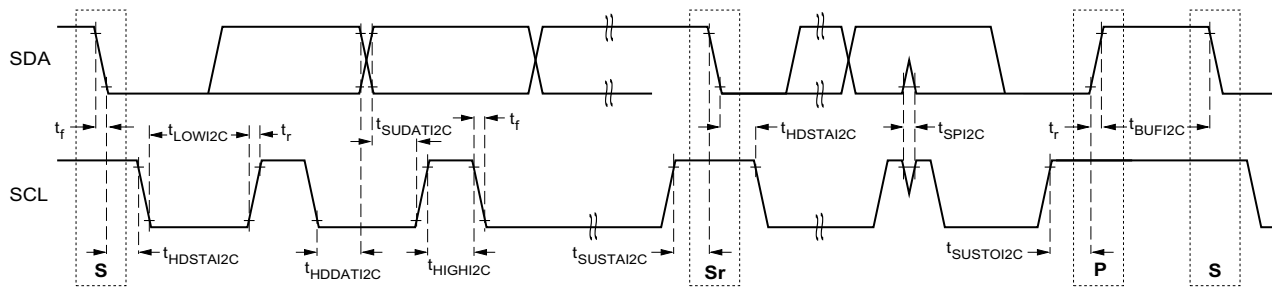 SDA
t_f t_LOWI2C t_r t_SUDATI2C t_f t_HDSTAI2C t_SPI2C t_r t_BUFI2C
SCL
t_HDSTAI2C t_HDDATI2C t_HIGHI2C t_SUSTAI2C t_SUSTOI2C
S Sr P S